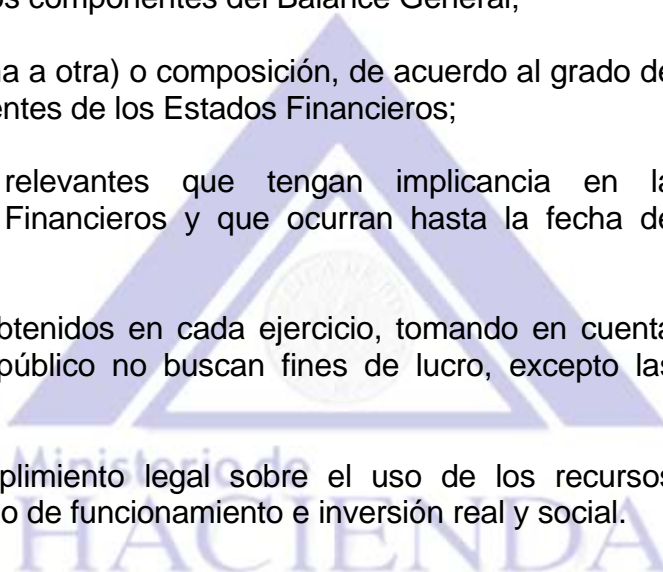 os componentes del Balance General;
a a otra) o composición, de acuerdo al grado de
entes de los Estados Financieros;
relevantes que tengan implicancia en la
Financieros y que ocurran hasta la fecha de
btenidos en cada ejercicio, tomando en cuenta
público no buscan fines de lucro, excepto las
plimiento legal sobre el uso de los recursos
o de funcionamiento e inversión real y social.
Ministerio de
HACIENDA